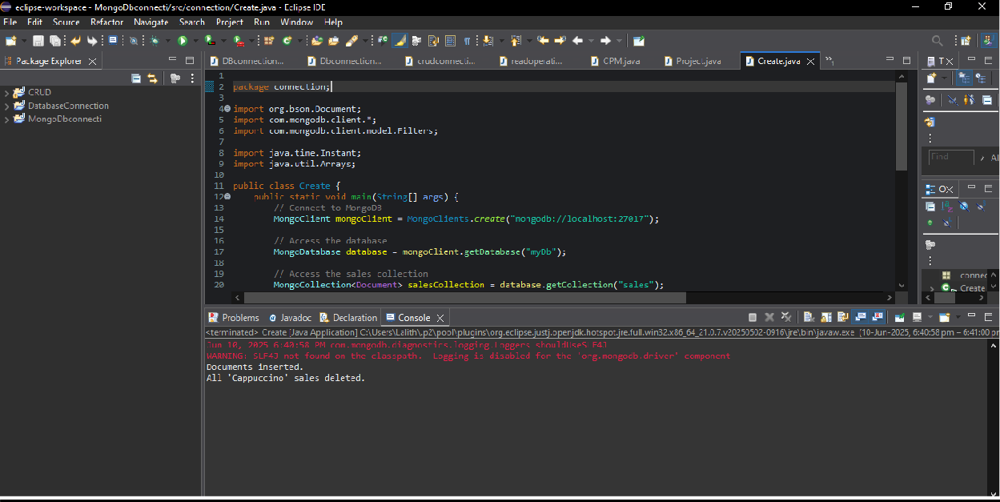 eclipse-workspace - MongoDbconnecti/src/connection/Create.java - Eclipse IDE
File Edit Source Refactor Navigate Search Project Run Window Help
Package Explorer
CRUD
DatabaseConnection
MongoDbconnecti
DBconnection... Dbconnection... crudconnecti... readoperati... CPM.java Project.java Create.java
1
2 package connection;
3
4 import org.bson.Document;
5 import com.mongodb.client.*;
6 import com.mongodb.client.model.Filters;
7
8 import java.time.Instant;
9 import java.util.Arrays;
10
11 public class Create {
12 public static void main(String[] args) {
13 // Connect to MongoDB
14 MongoClient mongoClient = MongoClients.create("mongodb://localhost:27017");
15
16 // Access the database
17 MongoDatabase database = mongoClient.getDatabase("myDb");
18
19 // Access the sales collection
20 MongoCollection<Document> salesCollection = database.getCollection("sales");
T
Find
Al
O
connec
Create
Problems Javadoc Declaration Console
<terminated> Create [Java Application] C:\Users\Lalith\.p2\pool\plugins\org.eclipse.justj.openjdk.hotspot.jre.full.win32.x86_64_21.0.7.v20250502-0916\jre\bin\javaw.exe (10-Jun-2025, 6:40:58 pm – 6:41:00 pm
Jun 10, 2025 6:40:58 PM com.mongodb.diagnostics.logging.Loggers shouldUseSLF4J
WARNING: SLF4J not found on the classpath. Logging is disabled for the 'org.mongodb.driver' component
Documents inserted.
All 'Cappuccino' sales deleted.